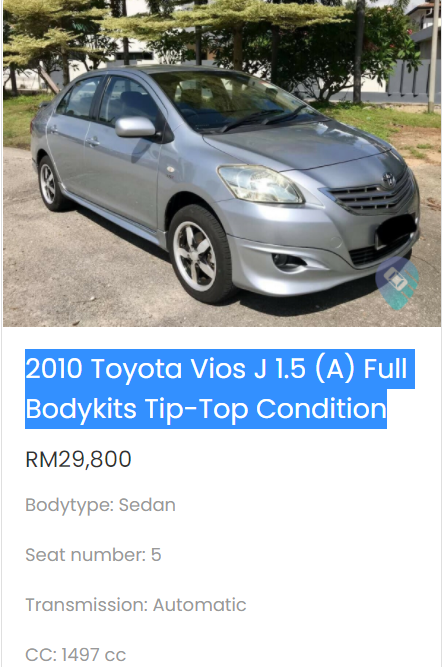 2010 Toyota Vios J 1.5 (A) Full
Bodykits Tip-Top Condition
RM29,800
Bodytype: Sedan
Seat number: 5
Transmission: Automatic
CC: 1497 cc